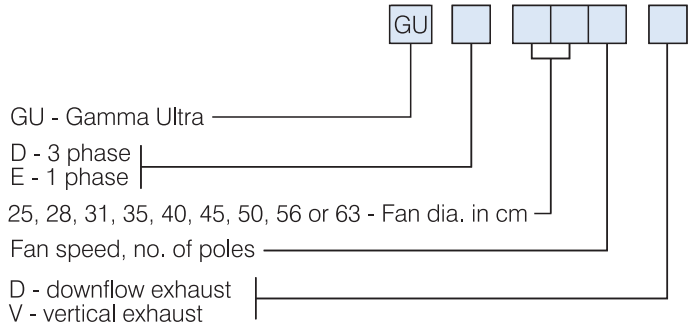 GU
GU - Gamma Ultra
D - 3 phase
E - 1 phase
25, 28, 31, 35, 40, 45, 50, 56 or 63 - Fan dia. in cm
Fan speed, no. of poles
D - downflow exhaust
V - vertical exhaust